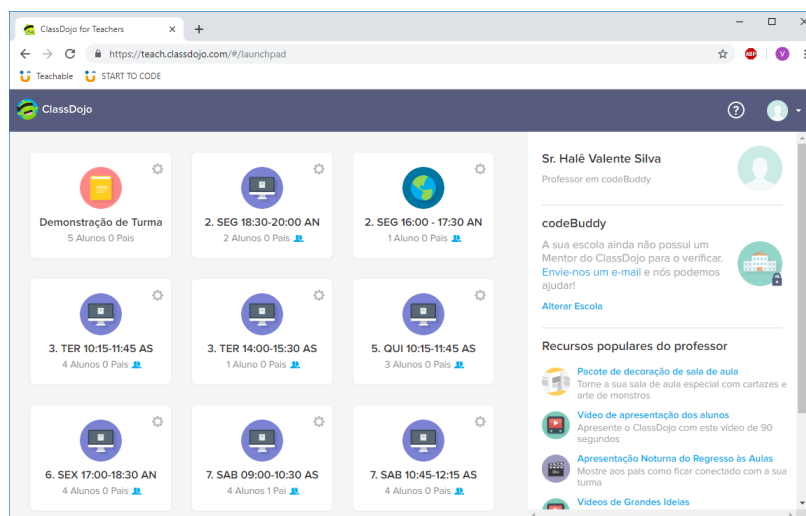 ClassDojo for Teachers
https://teach.classdojo.com/#/launchpad
ABP
V
Teachable
START TO CODE
ClassDojo
?
Demonstração de Turma
5 Alunos 0 Pais
2. SEG 18:30-20:00 AN
2 Alunos 0 Pais
2. SEG 16:00 - 17:30 AN
1 Aluno 0 Pais
3. TER 10:15-11:45 AS
4 Alunos 0 Pais
3. TER 14:00-15:30 AS
1 Aluno 0 Pais
5. QUI 10:15-11:45 AS
3 Alunos 0 Pais
6. SEX 17:00-18:30 AN
4 Alunos 0 Pais
7. SAB 09:00-10:30 AS
4 Alunos 1 Pai
7. SAB 10:45-12:15 AS
4 Alunos 0 Pais
Sr. Halê Valente Silva
Professor em codeBuddy
codeBuddy
A sua escola ainda não possui um
Mentor do ClassDojo para o verificar.
Envie-nos um e-mail e nós podemos
ajudar!
Alterar Escola
Recursos populares do professor
Pacote de decoração de sala de aula
Torne a sua sala de aula especial com cartazes e
arte de monstros
Vídeo de apresentação dos alunos
Apresente o ClassDojo com este vídeo de 90
segundos
Apresentação Noturna do Regresso às Aulas
Mostre aos pais como ficar conectado com a sua
turma
Vídeos de Grandes Ideias